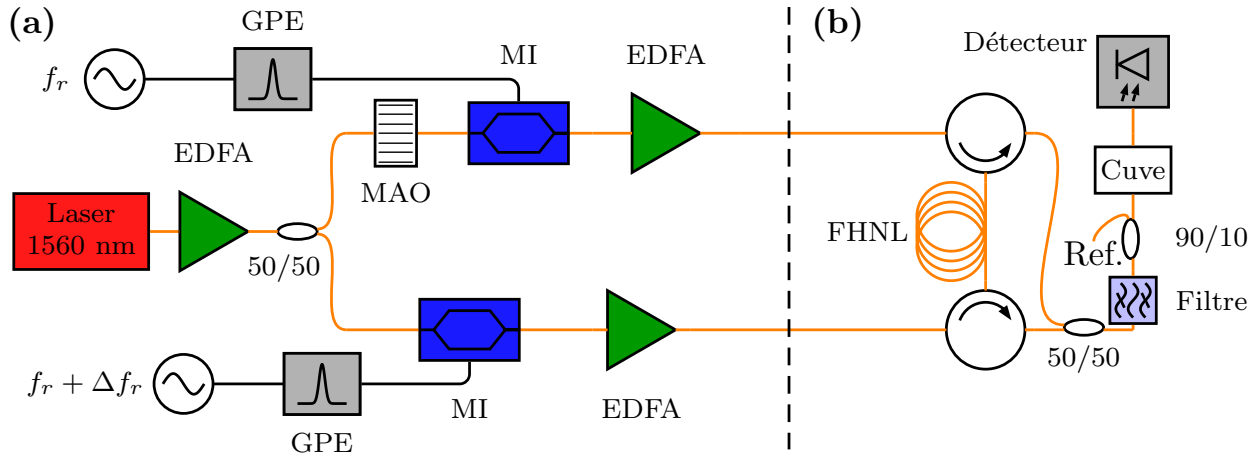 (a)
GPE
f_r
MI
EDFA
EDFA
MAO
Laser
1560 nm
50/50
f_r + Δf_r
GPE
MI
EDFA
(b)
Détecteur
Cuve
FHNL
Ref.
90/10
Filtre
50/50